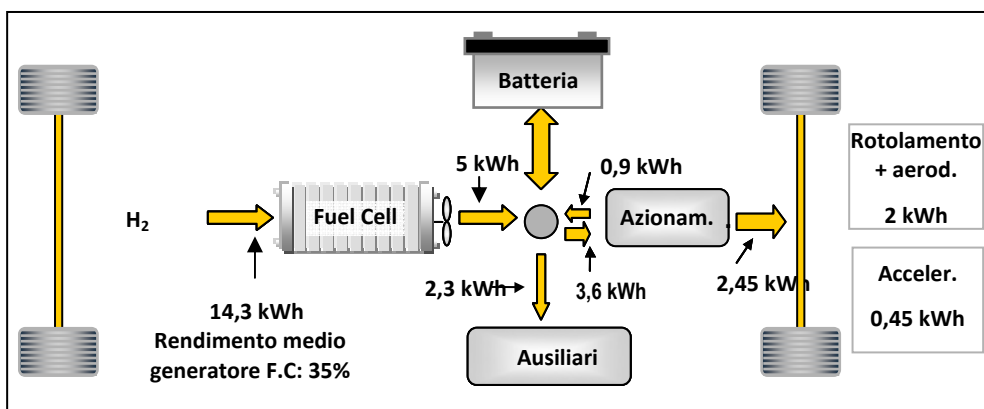 Batteria
5 kWh
0,9 kWh
H2
Fuel Cell
Azionam.
2,3 kWh
3,6 kWh
2,45 kWh
14,3 kWh
Rendimento medio
generatore F.C: 35%
Ausiliari
Rotolamento
+ aerod.
2 kWh
Acceler.
0,45 kWh